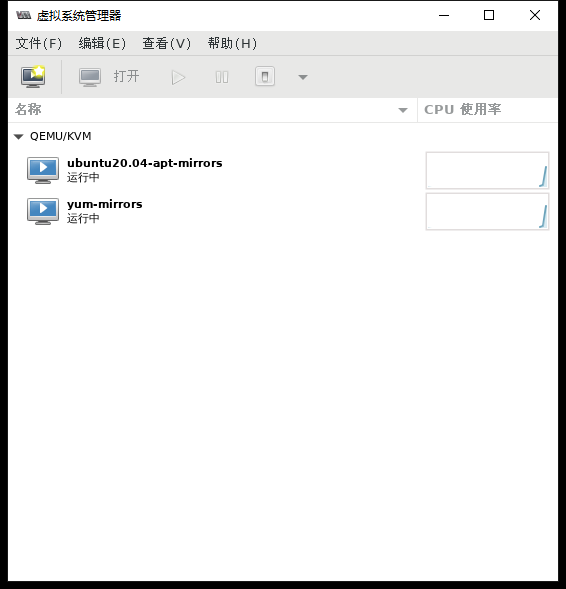 虚拟系统管理器
文件(F) 编辑(E) 查看(V) 帮助(H)
打开
名称 CPU 使用率
QEMU/KVM
ubuntu20.04-apt-mirrors
运行中
yum-mirrors
运行中